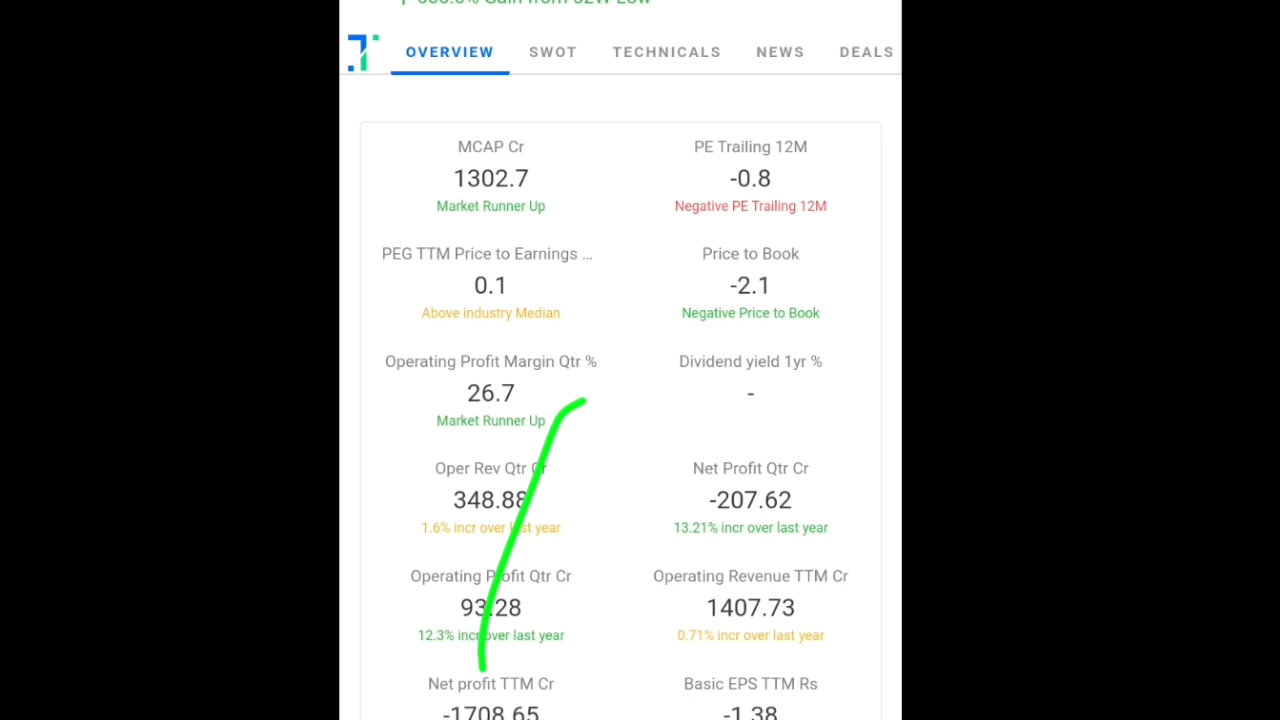 OVERVIEW SWOT TECHNICALS NEWS DEALS
MCAP Cr PE Trailing 12M
1302.7 -0.8
Market Runner Up Negative PE Trailing 12M
PEG TTM Price to Earnings ... Price to Book
0.1 -2.1
Above industry Median Negative Price to Book
Operating Profit Margin Qtr % Dividend yield 1yr %
26.7 -
Market Runner Up
Oper Rev Qtr Cr Net Profit Qtr Cr
348.88 -207.62
1.6% incr over last year 13.21% incr over last year
Operating Profit Qtr Cr Operating Revenue TTM Cr
93.28 1407.73
12.3% incr over last year 0.71% incr over last year
Net profit TTM Cr Basic EPS TTM Rs
-1708.65 -1.38